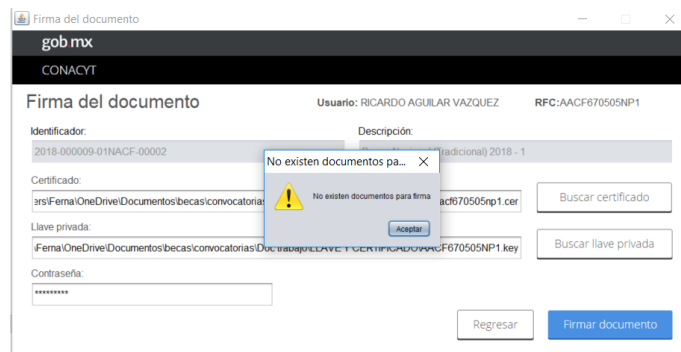 Firma del documento
gob.mx
CONACYT
Firma del documento
Usuario: RICARDO AGUILAR VAZQUEZ
RFC:AACF670505NP1
Identificador:
Descripción:
2018-000009-01NACF-00002
(Tradicional) 2018 - 1
No existen documentos pa...
No existen documentos para firma
Aceptar
Certificado:
ers\Ferna\OneDrive\Documentos\becas\convocatorias
acf670505np1.cer
Buscar certificado
Llave privada:
\Ferna\OneDrive\Documentos\becas\convocatorias\Doc trabajo\LLAVE Y CERTIFICADO\AACF670505NP1.key
Buscar llave privada
Contraseña:
*********
Regresar
Firmar documento